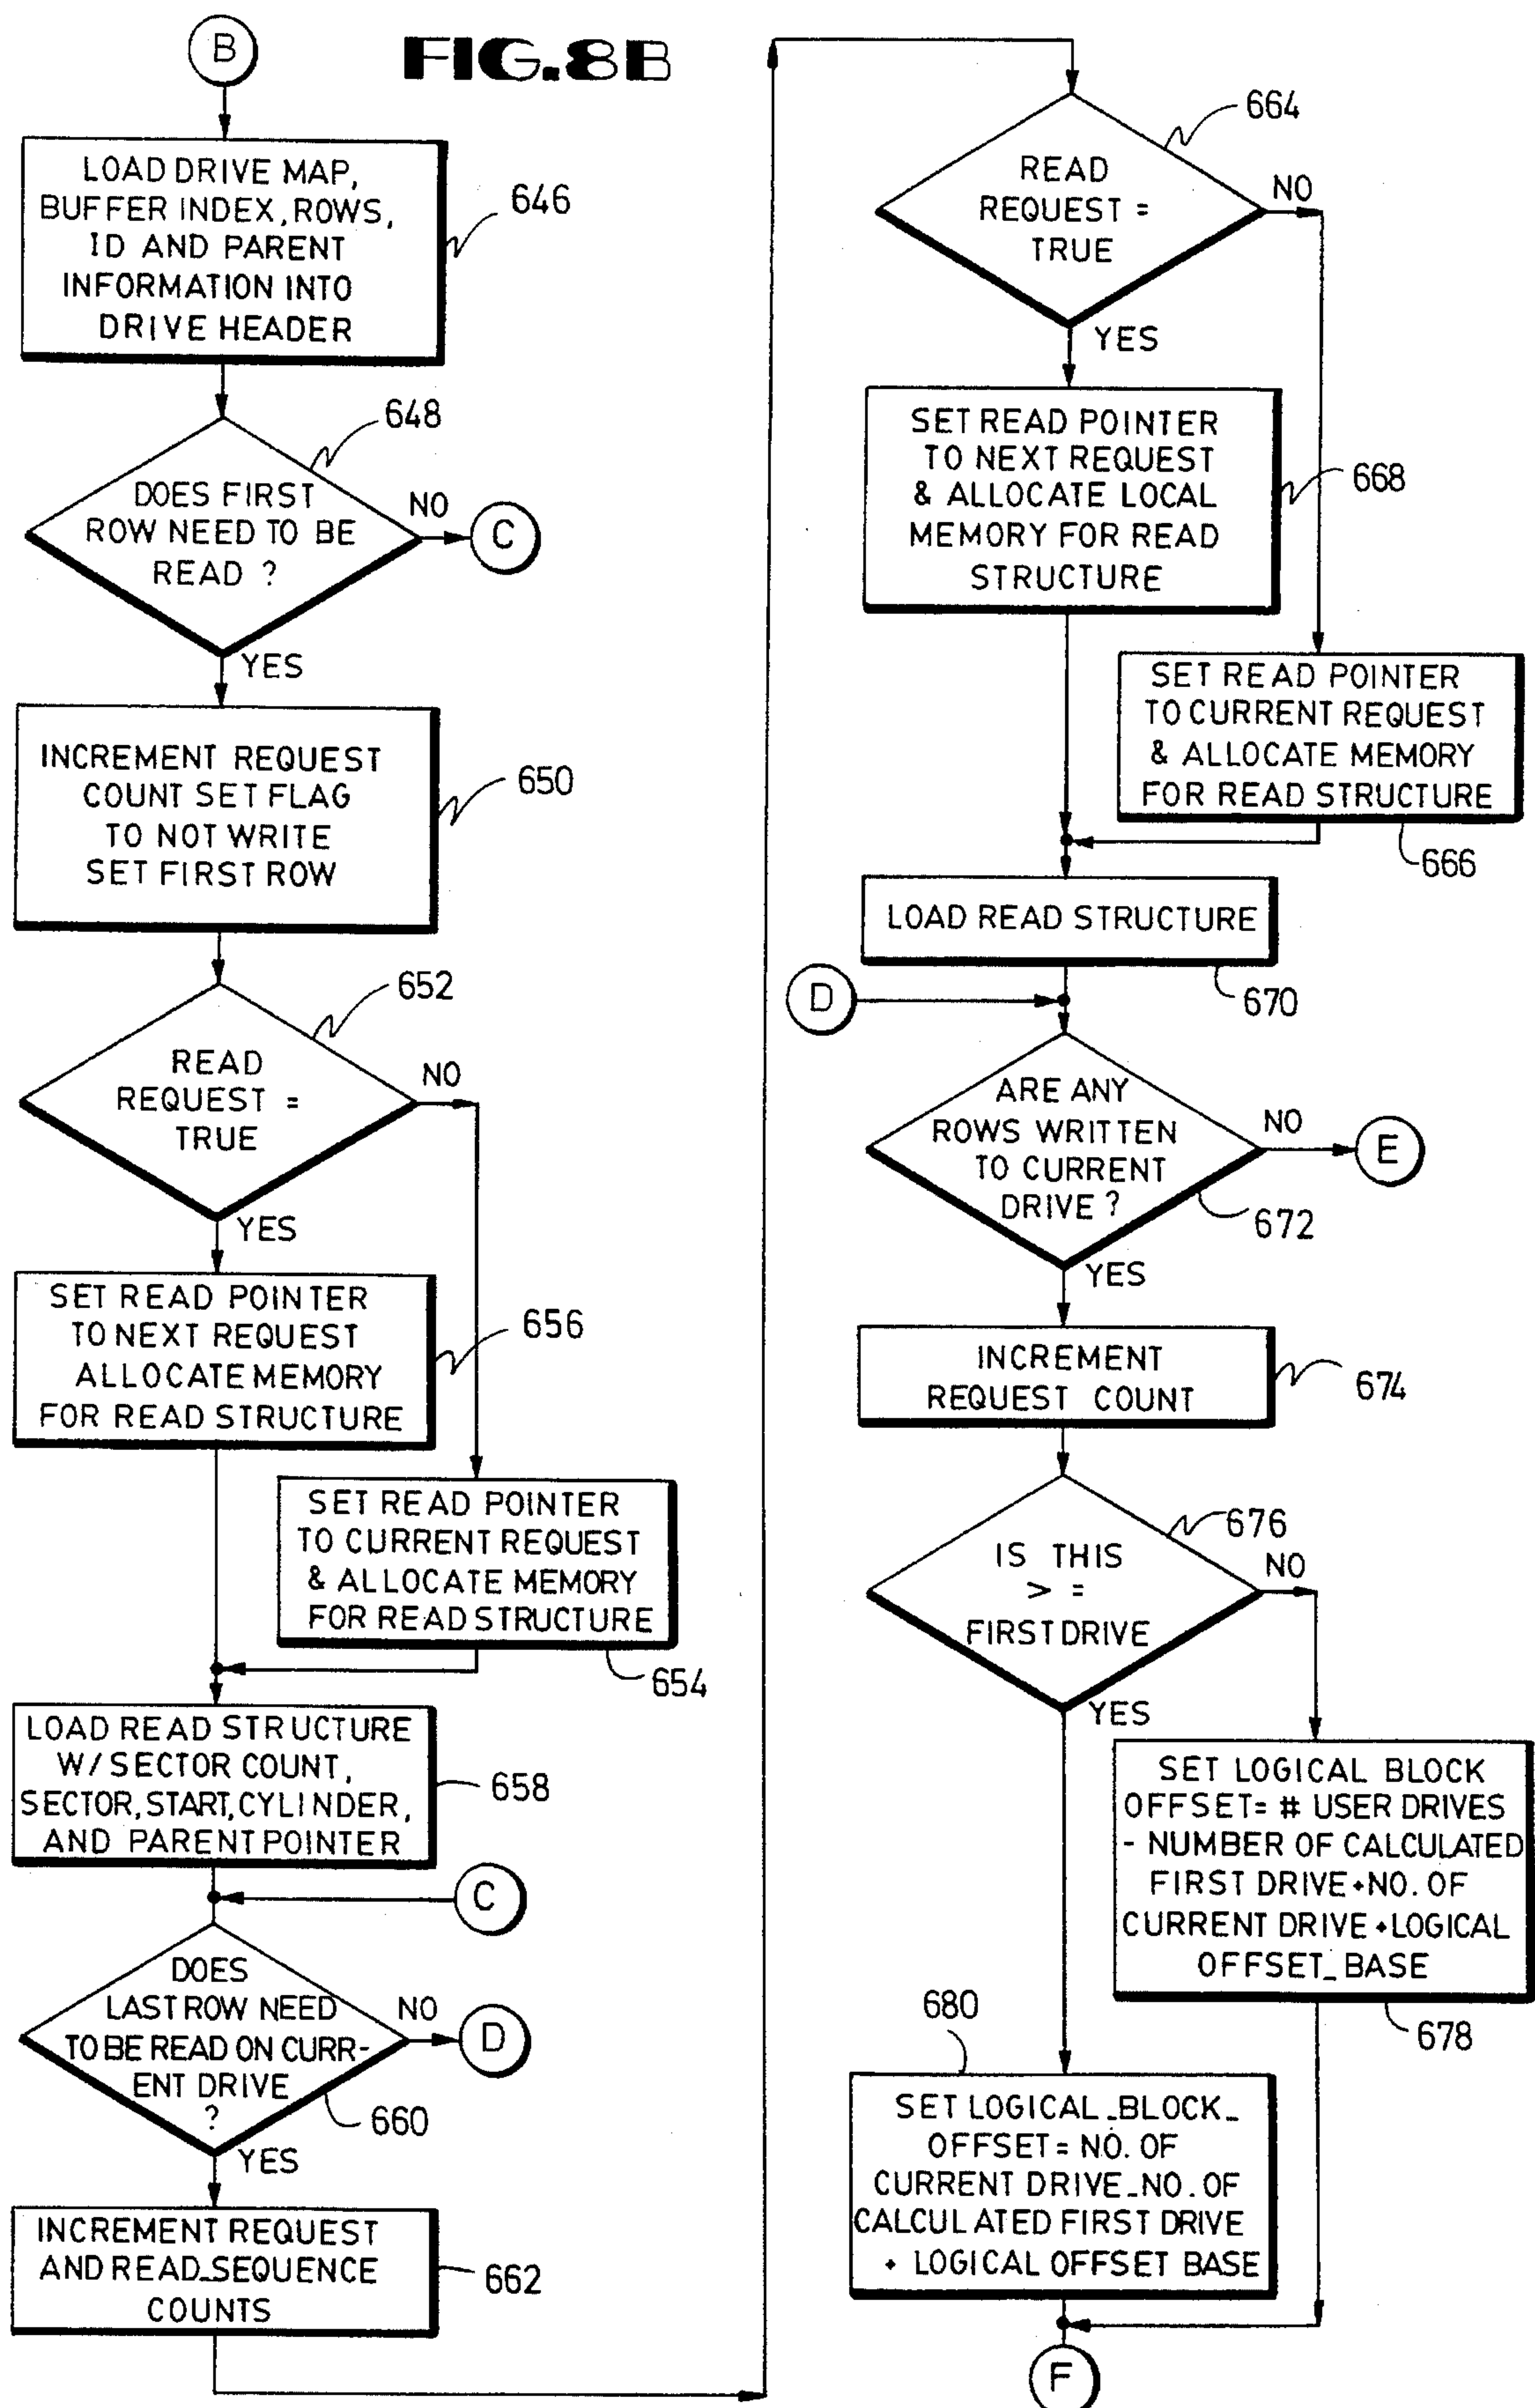 B
FIG.8B
LOAD DRIVE MAP,
BUFFER INDEX, ROWS,
ID AND PARENT
INFORMATION INTO
DRIVE HEADER
646
648
DOES FIRST
ROW NEED TO BE
READ ?
NO
C
YES
INCREMENT REQUEST
COUNT SET FLAG
TO NOT WRITE
SET FIRST ROW
650
652
READ
REQUEST =
TRUE
NO
YES
SET READ POINTER
TO NEXT REQUEST
ALLOCATE MEMORY
FOR READ STRUCTURE
656
SET READ POINTER
TO CURRENT REQUEST
& ALLOCATE MEMORY
FOR READ STRUCTURE
654
LOAD READ STRUCTURE
W/ SECTOR COUNT,
SECTOR, START, CYLINDER,
AND PARENT POINTER
658
C
DOES
LAST ROW NEED
TO BE READ ON CURR-
ENT DRIVE
?
NO
D
660
YES
INCREMENT REQUEST
AND READ_SEQUENCE
COUNTS
662
664
READ
REQUEST =
TRUE
NO
YES
SET READ POINTER
TO NEXT REQUEST
& ALLOCATE LOCAL
MEMORY FOR READ
STRUCTURE
668
SET READ POINTER
TO CURRENT REQUEST
& ALLOCATE MEMORY
FOR READ STRUCTURE
666
LOAD READ STRUCTURE
670
D
ARE ANY
ROWS WRITTEN
TO CURRENT
DRIVE ?
NO
E
672
YES
INCREMENT
REQUEST COUNT
674
676
IS THIS
> =
FIRST DRIVE
NO
YES
SET LOGICAL BLOCK
OFFSET= # USER DRIVES
- NUMBER OF CALCULATED
FIRST DRIVE+NO. OF
CURRENT DRIVE+LOGICAL
OFFSET_ BASE
678
680
SET LOGICAL_BLOCK_
OFFSET= NO. OF
CURRENT DRIVE_NO. OF
CALCULATED FIRST DRIVE
+ LOGICAL OFFSET BASE
F